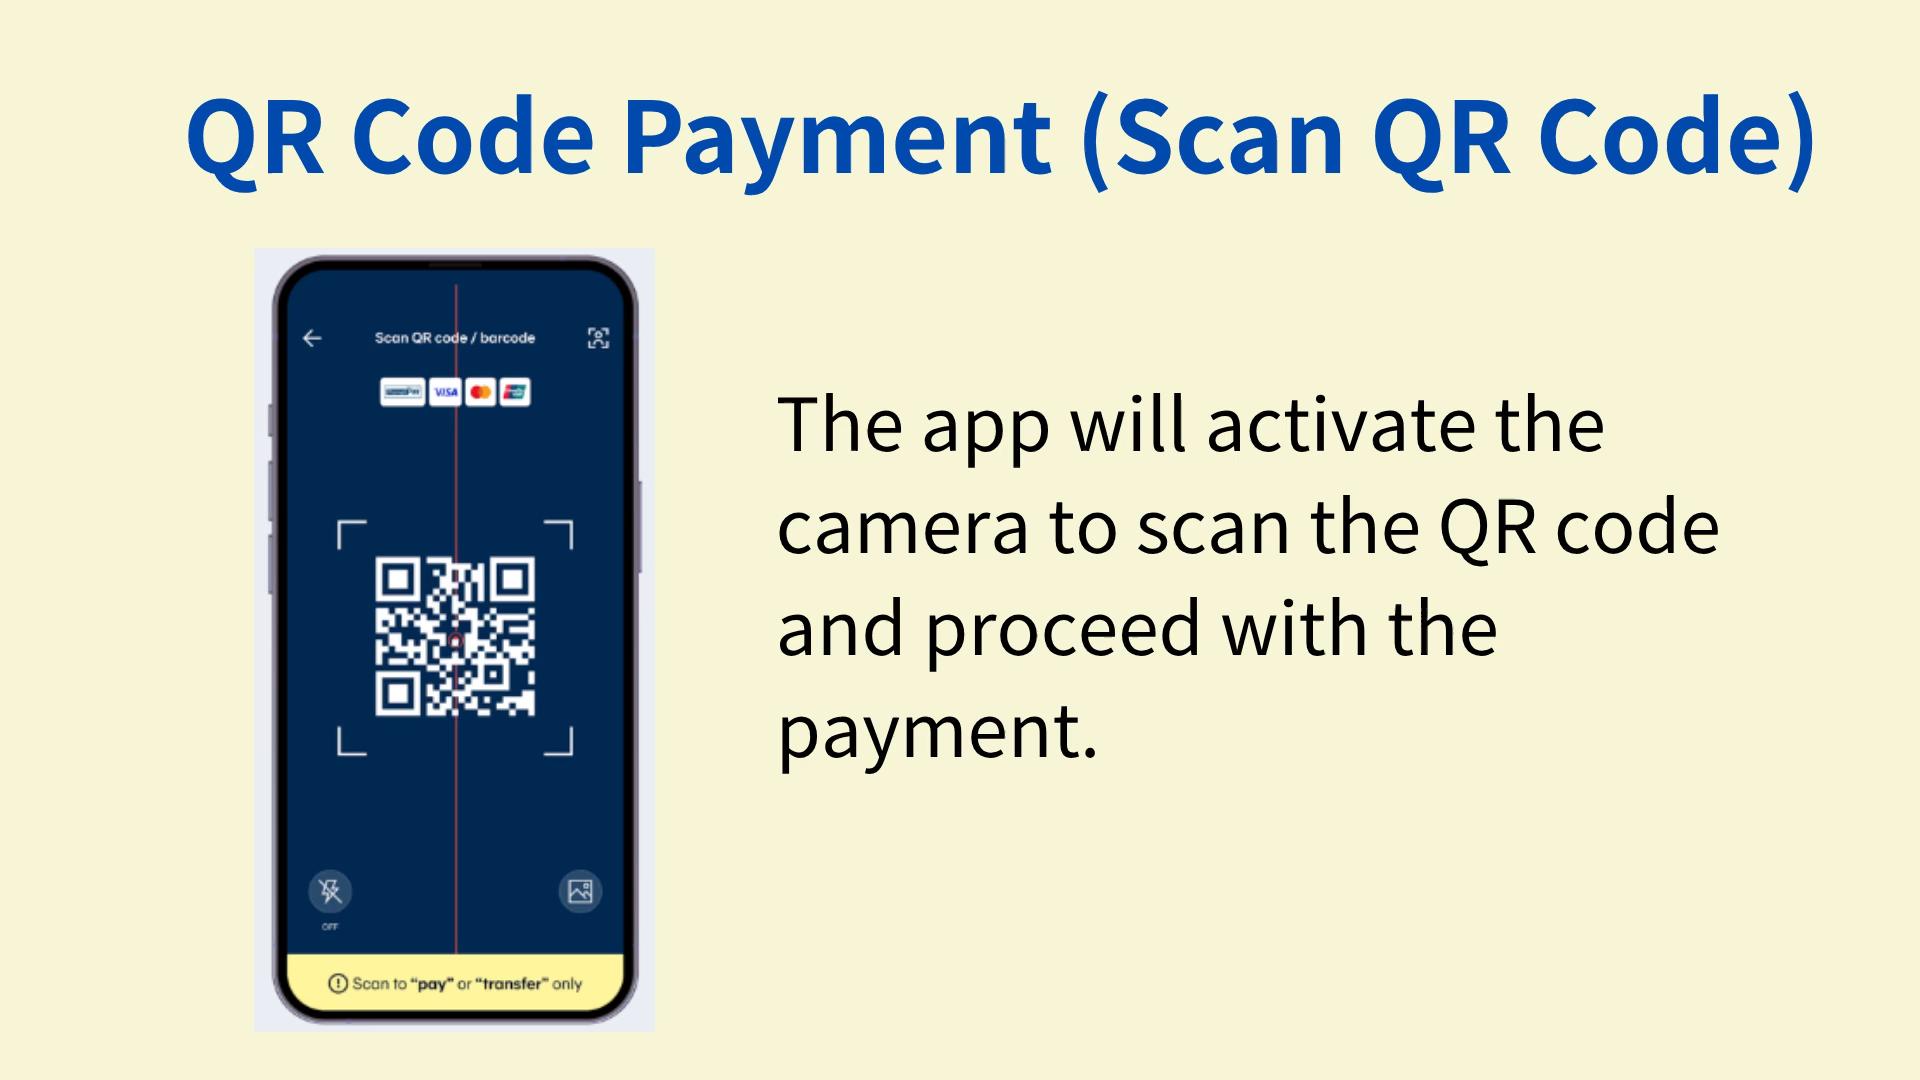 QR Code Payment (Scan QR Code)
Scan QR code / barcode
VISA
The app will activate the
camera to scan the QR code
and proceed with the
payment.
OFF
Scan to “pay” or “transfer” only